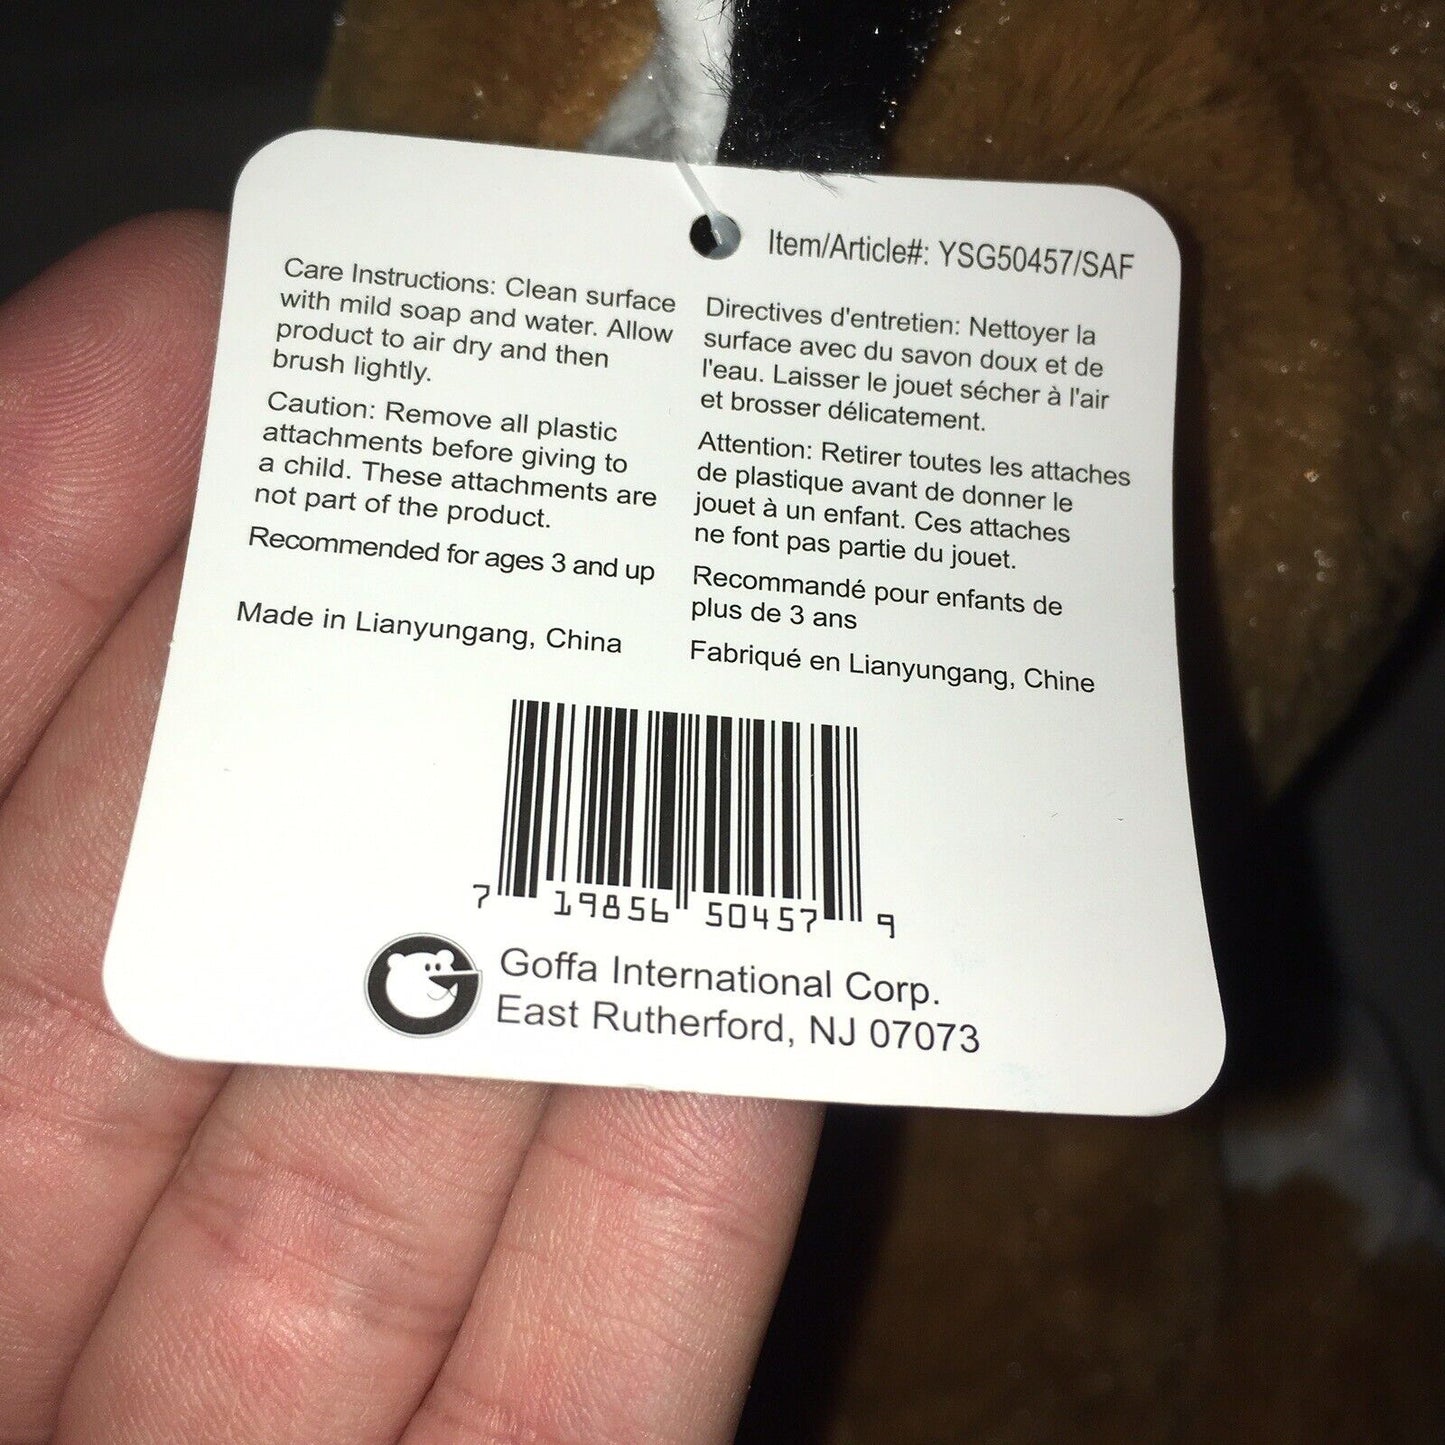 Item/Article#: YSG50457/SAF
Care Instructions: Clean surface
with mild soap and water. Allow
product to air dry and then
brush lightly.
Caution: Remove all plastic
attachments before giving to
a child. These attachments are
not part of the product.
Recommended for ages 3 and up
Made in Lianyungang, China
Directives d'entretien: Nettoyer la
surface avec du savon doux et de
l'eau. Laisser le jouet sécher à l'air
et brosser délicatement.
Attention: Retirer toutes les attaches
de plastique avant de donner le
jouet à un enfant. Ces attaches
ne font pas partie du jouet.
Recommandé pour enfants de
plus de 3 ans
Fabriqué en Lianyungang, Chine
7 19856 50457 9
Goffa International Corp.
East Rutherford, NJ 07073